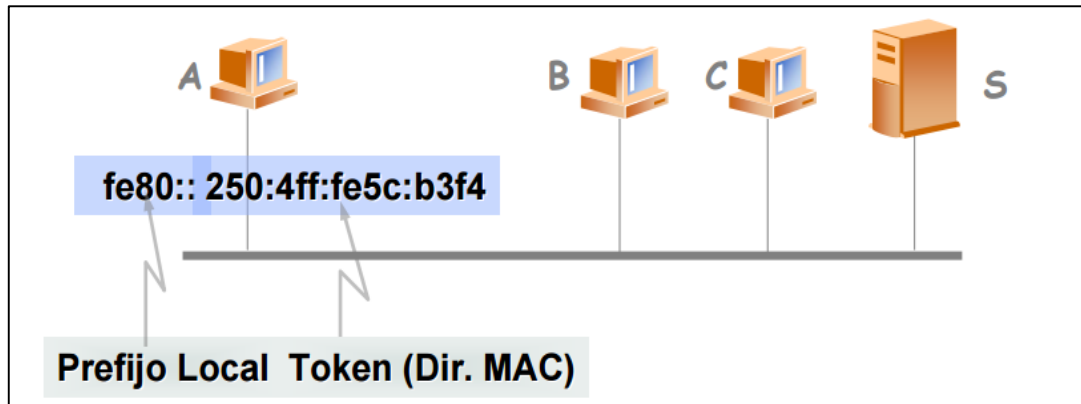 A B C S
fe80:: 250:4ff:fe5c:b3f4
Prefijo Local Token (Dir. MAC)